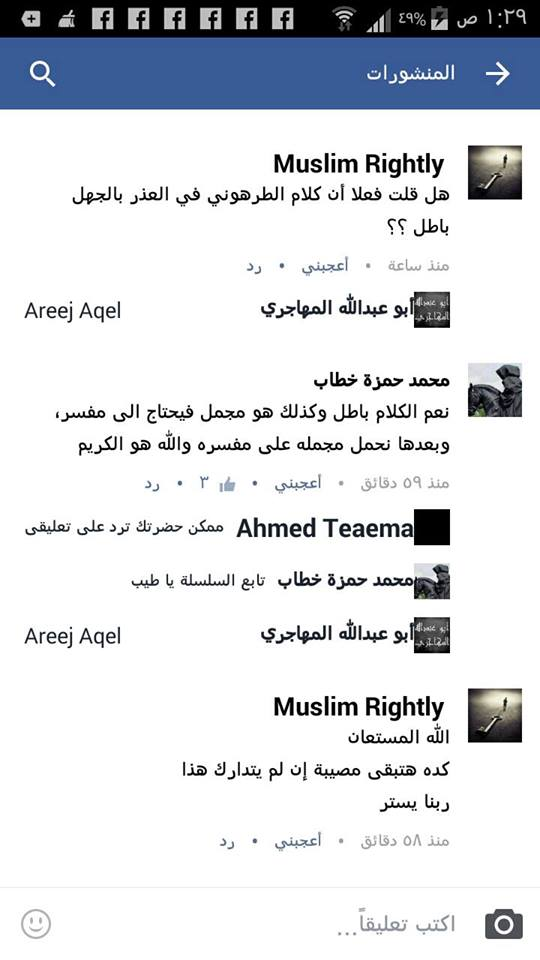 ١:٢٩ ص ٤٩%
المنشورات
Muslim Rightly
هل قلت فعلا أن كلام الطرهوني في العذر بالجهل
باطل ؟؟
منذ ساعة • أعجبني • رد
أبو عبدالله المهاجري Areej Aqel
محمد حمزة خطاب
نعم الكلام باطل وكذلك هو مجمل فيحتاج الى مفسر،
وبعدها نحمل مجمله على مفسره والله هو الكريم
منذ ٥٩ دقائق • أعجبني • ٣ • رد
Ahmed Teaema ممكن حضرتك ترد على تعليقى
محمد حمزة خطاب تابع السلسلة يا طيب
أبو عبدالله المهاجري Areej Aqel
Muslim Rightly
الله المستعان
كده هتبقى مصيبة إن لم يتدارك هذا
ربنا يستر
منذ ٥٨ دقائق • أعجبني • رد
اكتب تعليقاً...